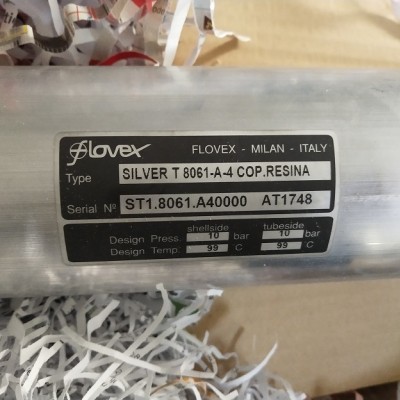 flovex
FLOVEX - MILAN - ITALY
Type SILVER T 8061-A-4 COP.RESINA
Serial Nº ST1.8061.A40000 AT1748
shellside tubeside
Design Press. 10 bar 10 bar
Design Temp. 99 C 99 C